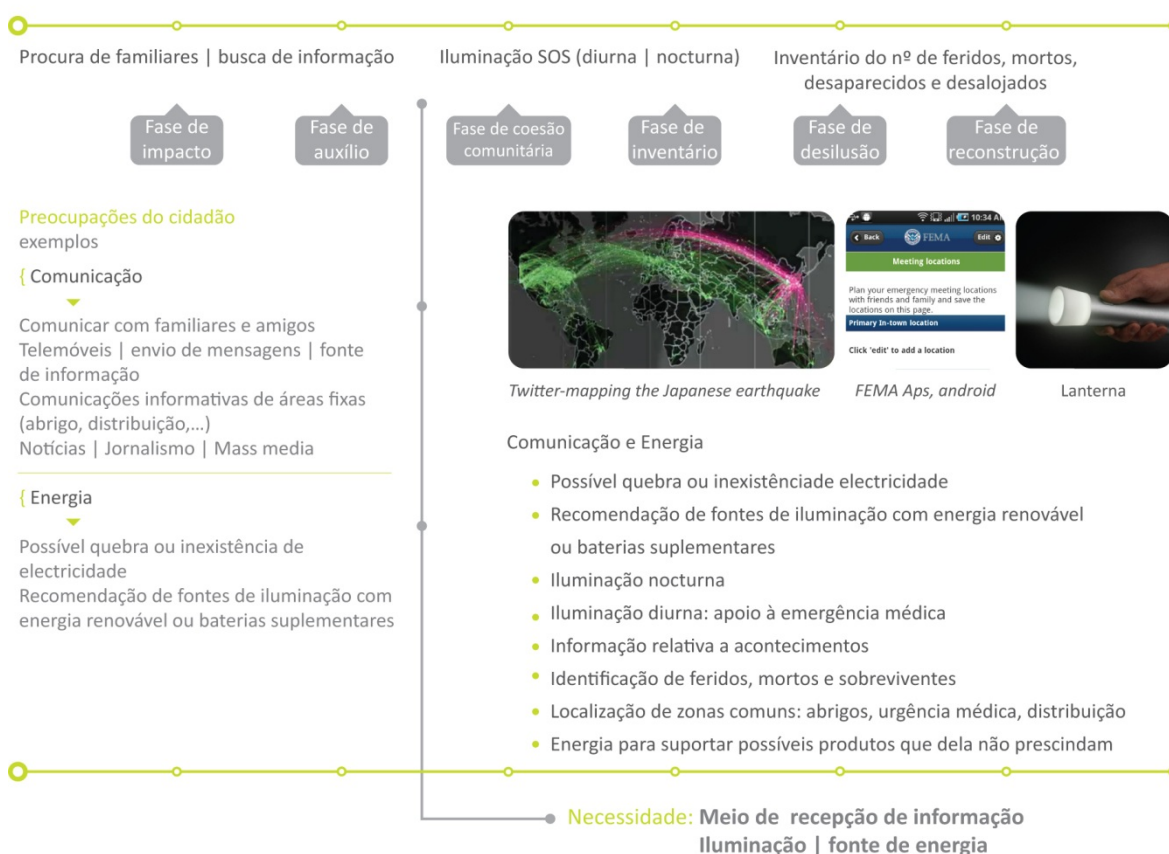 Procura de familiares | busca de informação
Iluminação SOS (diurna | nocturna)
Inventário do nº de feridos, mortos,
desaparecidos e desalojados
Fase de
impacto
Fase de
auxílio
Fase de coesão
comunitária
Fase de
inventário
Fase de
desilusão
Fase de
reconstrução
Preocupações do cidadão
exemplos
{ Comunicação
Comunicar com familiares e amigos
Telemóveis | envio de mensagens | fonte
de informação
Comunicações informativas de áreas fixas
(abrigo, distribuição,...)
Notícias | Jornalismo | Mass media
{ Energia
Possível quebra ou inexistência de
electricidade
Recomendação de fontes de iluminação com
energia renovável ou baterias suplementares
10:34 A
Back
FEMA
Edit
Meeting locations
Plan your emergency meeting locations
with friends and family and save the
locations on this page.
Primary In-town location
Click 'edit' to add a location
Twitter-mapping the Japanese earthquake
FEMA Aps, android
Lanterna
Comunicação e Energia
• Possível quebra ou inexistênciade electricidade
• Recomendação de fontes de iluminação com energia renovável
ou baterias suplementares
• Iluminação nocturna
• Iluminação diurna: apoio à emergência médica
• Informação relativa a acontecimentos
• Identificação de feridos, mortos e sobreviventes
• Localização de zonas comuns: abrigos, urgência médica, distribuição
• Energia para suportar possíveis produtos que dela não prescindam
Necessidade: Meio de recepção de informação
Iluminação | fonte de energia